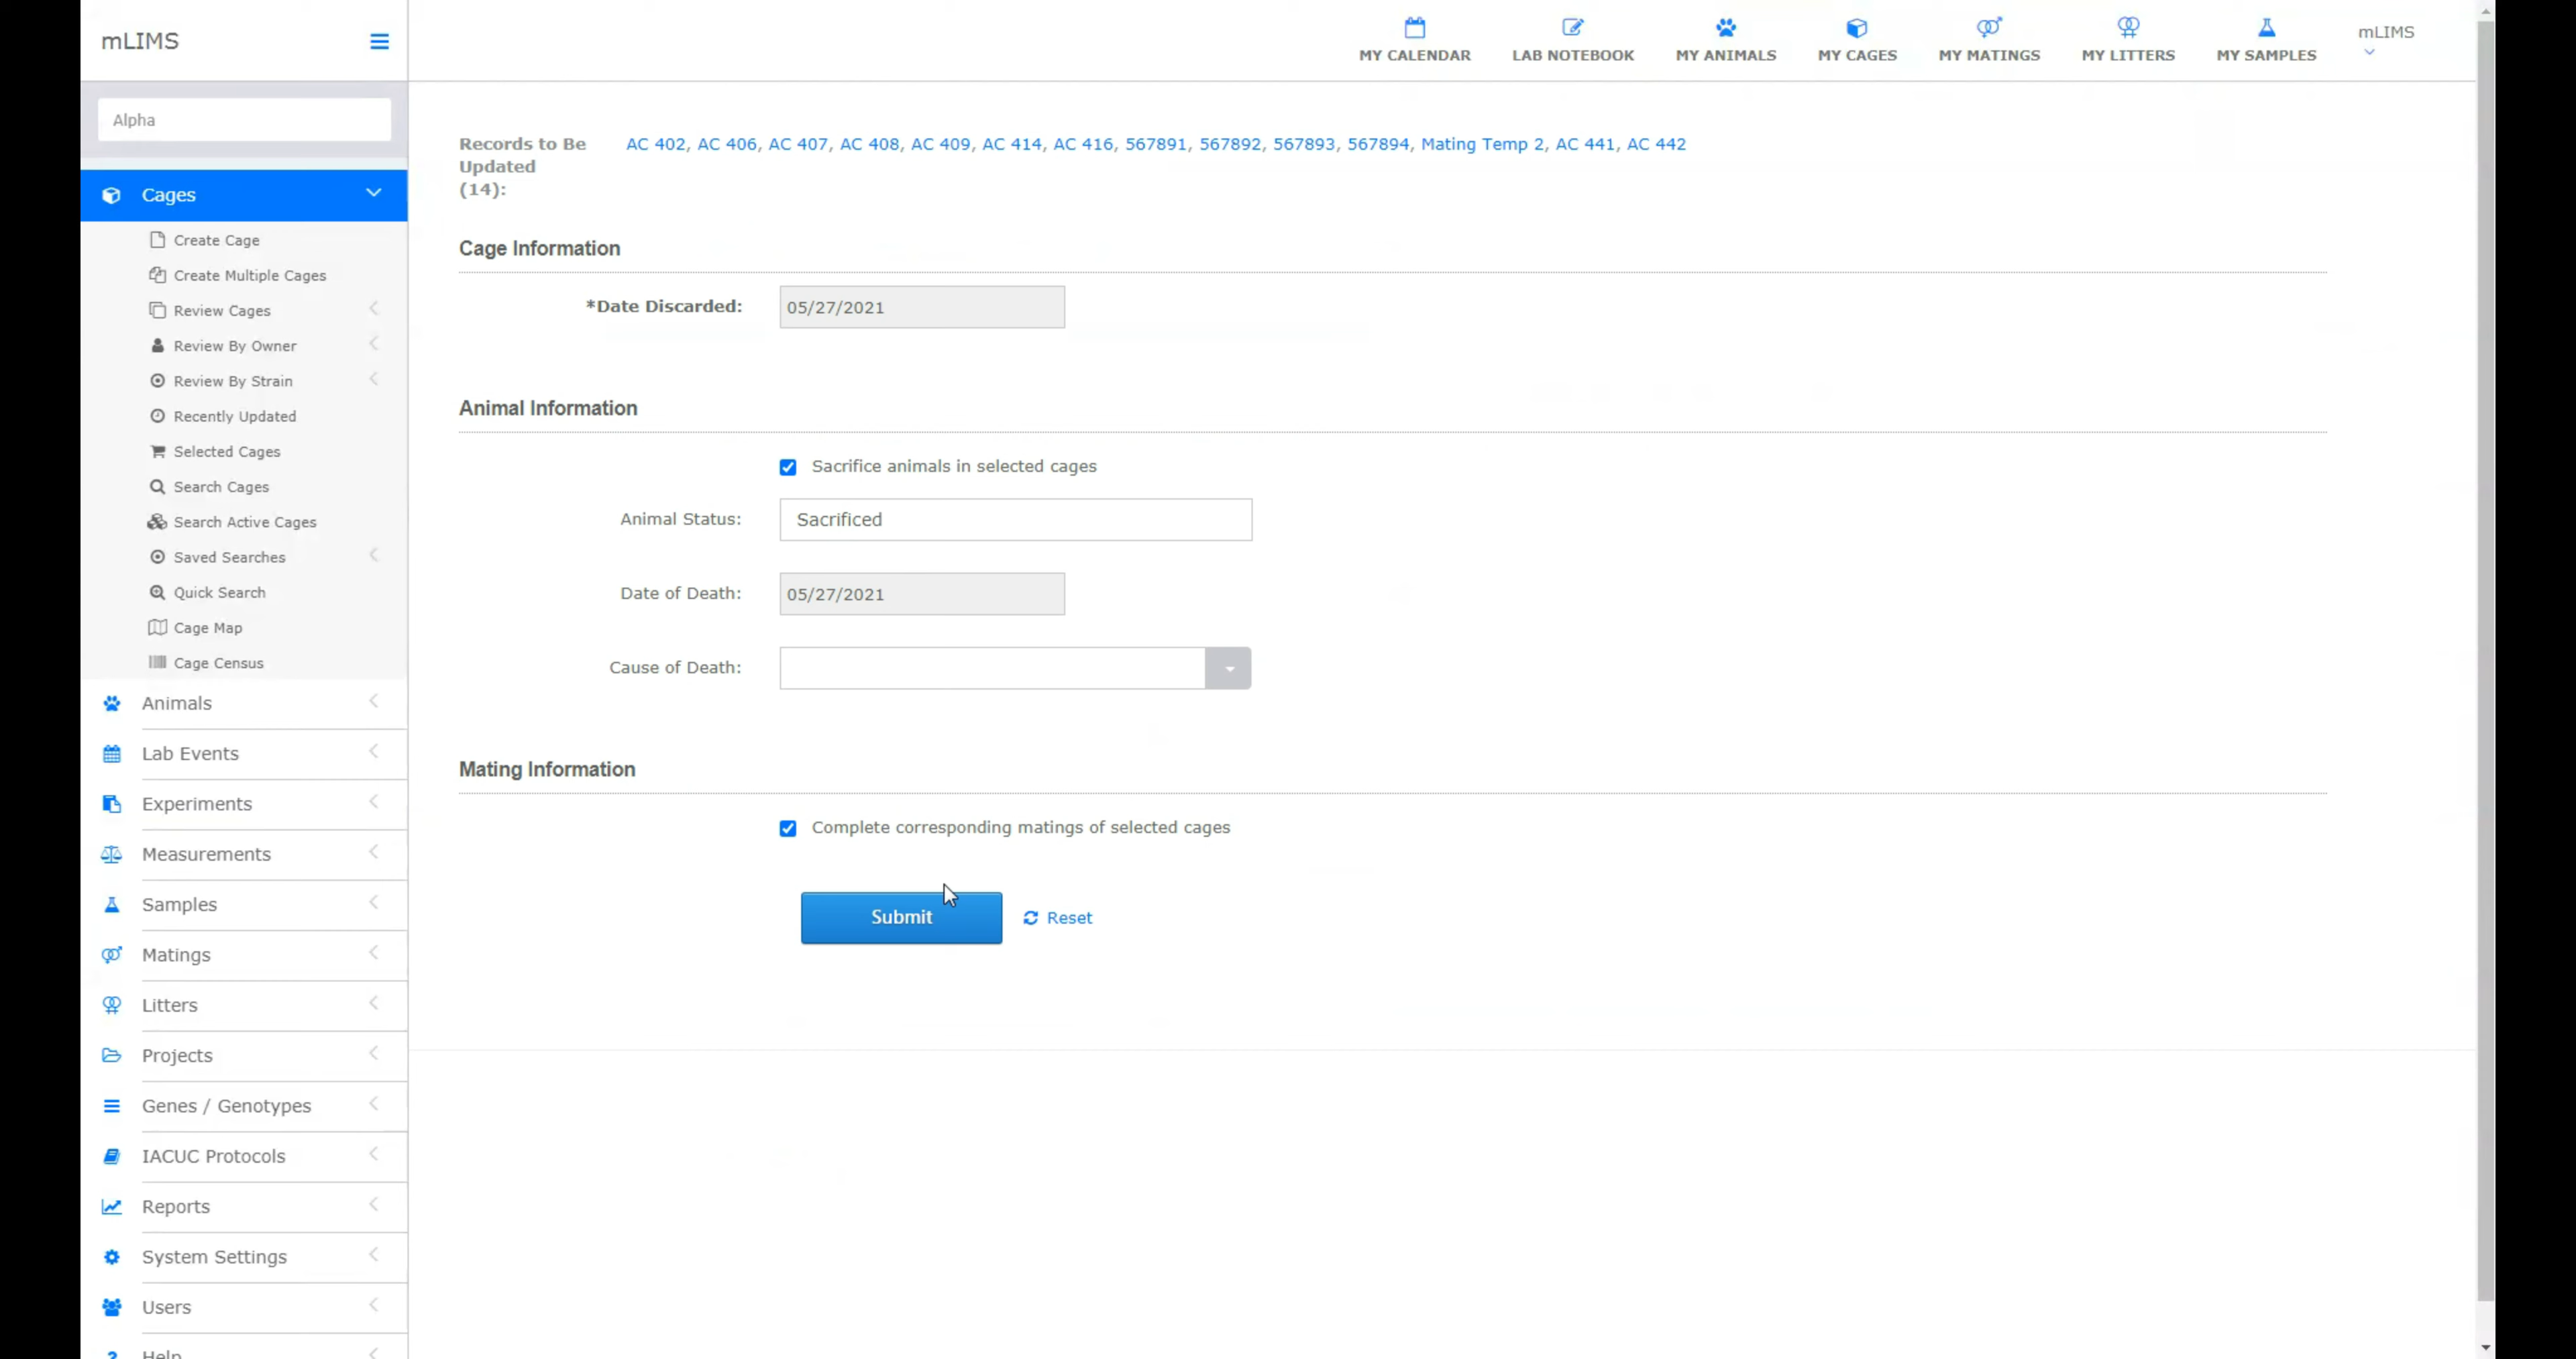 mLIMS
MY CALENDAR
LAB NOTEBOOK
MY ANIMALS
MY CAGES
MY MATINGS
MY LITTERS
MY SAMPLES
mLIMS
Alpha
Cages
Create Cage
Create Multiple Cages
Review Cages
Review By Owner
Review By Strain
Recently Updated
Selected Cages
Search Cages
Search Active Cages
Saved Searches
Quick Search
Cage Map
Cage Census
Animals
Lab Events
Experiments
Measurements
Samples
Matings
Litters
Projects
Genes / Genotypes
IACUC Protocols
Reports
System Settings
Users
Help
Records to Be
Updated
(14):
AC 402, AC 406, AC 407, AC 408, AC 409, AC 414, AC 416, 567891, 567892, 567893, 567894, Mating Temp 2, AC 441, AC 442
Cage Information
*Date Discarded: 05/27/2021
Animal Information
Sacrifice animals in selected cages
Animal Status: Sacrificed
Date of Death: 05/27/2021
Cause of Death:
Mating Information
Complete corresponding matings of selected cages
Submit Reset